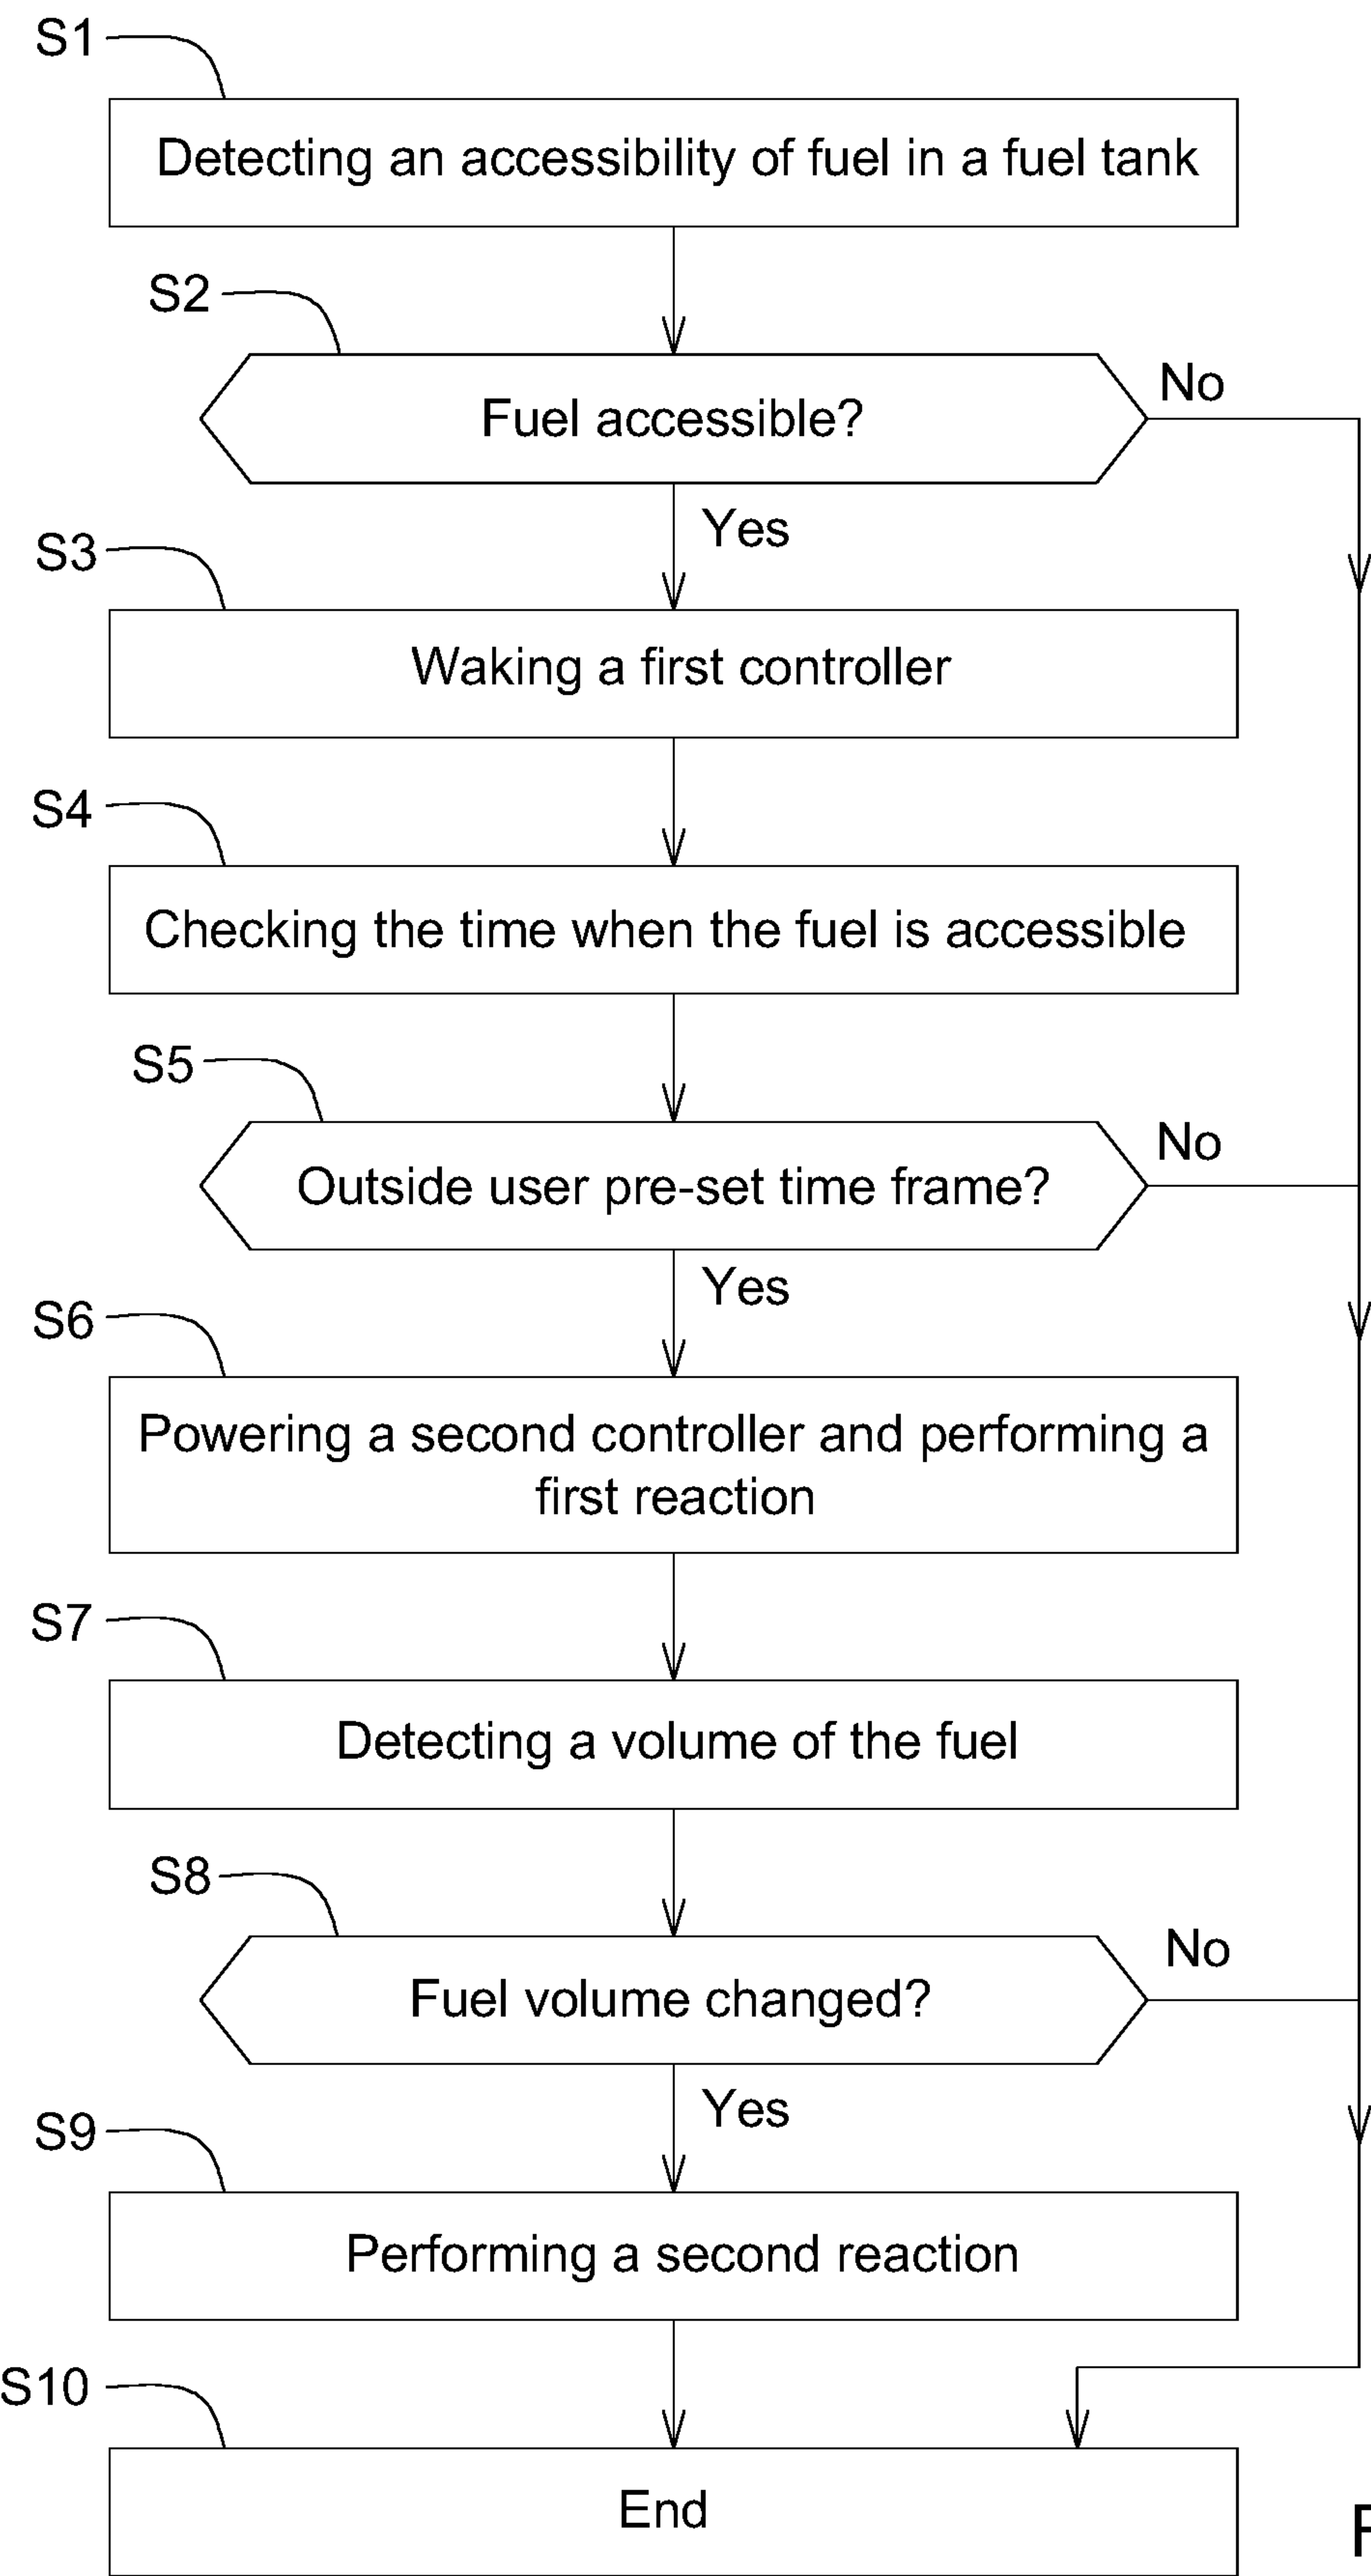 S1
Detecting an accessibility of fuel in a fuel tank
S2
Fuel accessible?
No
Yes
S3
Waking a first controller
S4
Checking the time when the fuel is accessible
S5
Outside user pre-set time frame?
No
Yes
S6
Powering a second controller and performing a
first reaction
S7
Detecting a volume of the fuel
S8
Fuel volume changed?
No
Yes
S9
Performing a second reaction
S10
End